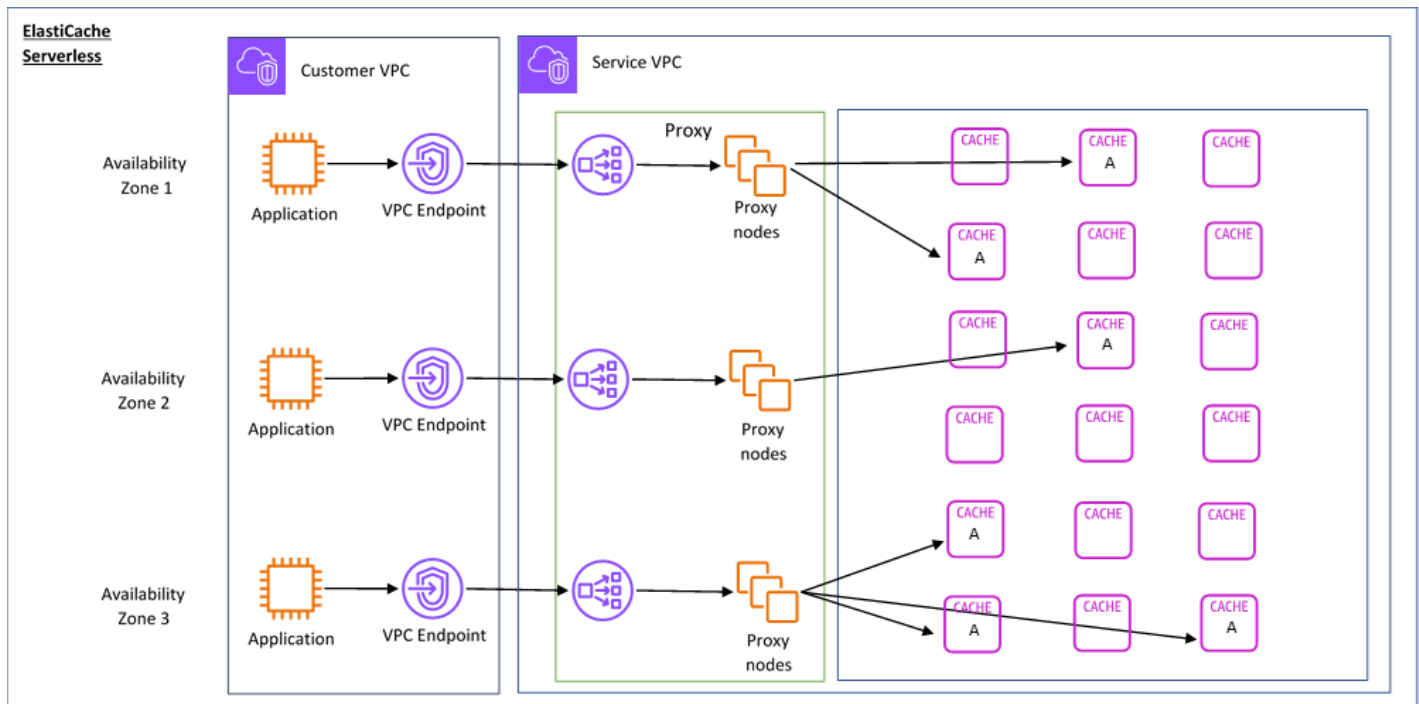 ElastiCache
Serverless
Customer VPC
Service VPC
Proxy
Availability
Zone 1
Application
VPC Endpoint
Proxy
nodes
CACHE
CACHE
A
CACHE
CACHE
A
CACHE
CACHE
Availability
Zone 2
Application
VPC Endpoint
Proxy
nodes
CACHE
CACHE
A
CACHE
CACHE
CACHE
CACHE
Availability
Zone 3
Application
VPC Endpoint
Proxy
nodes
CACHE
A
CACHE
CACHE
CACHE
A
CACHE
CACHE
A